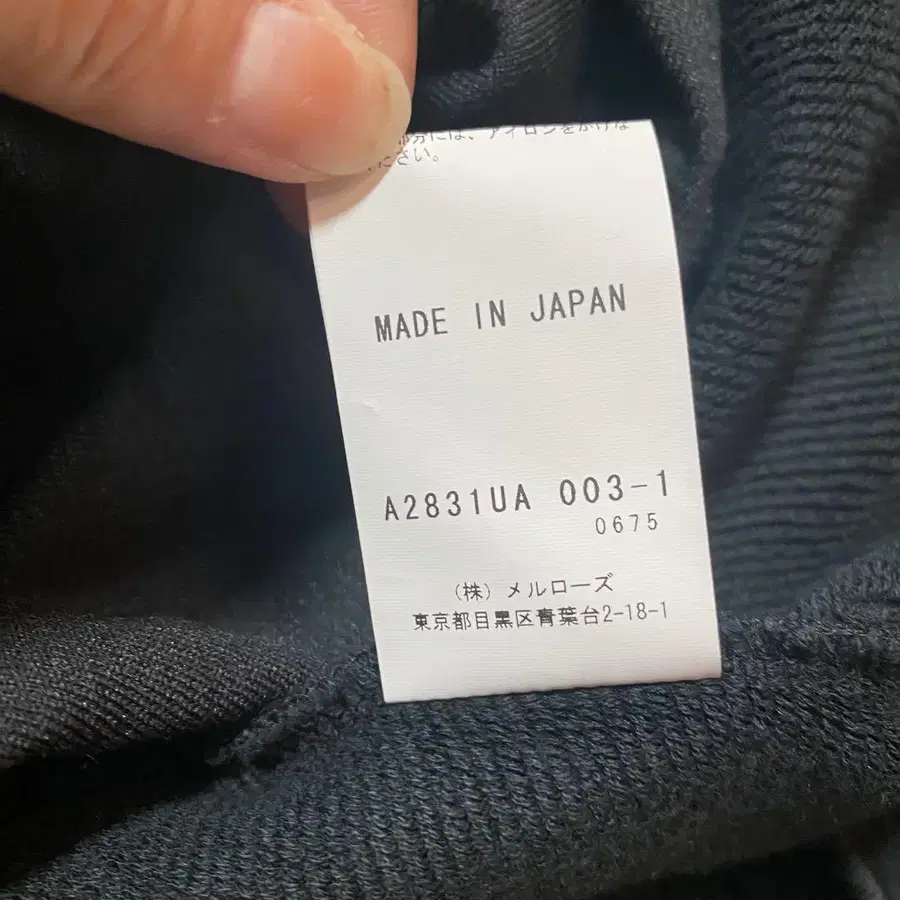 部分には、アイロンをかけな
ださい。
MADE IN JAPAN
A2831UA 003-1
0675
(株) メルローズ
東京都目黒区青葉台2-18-1